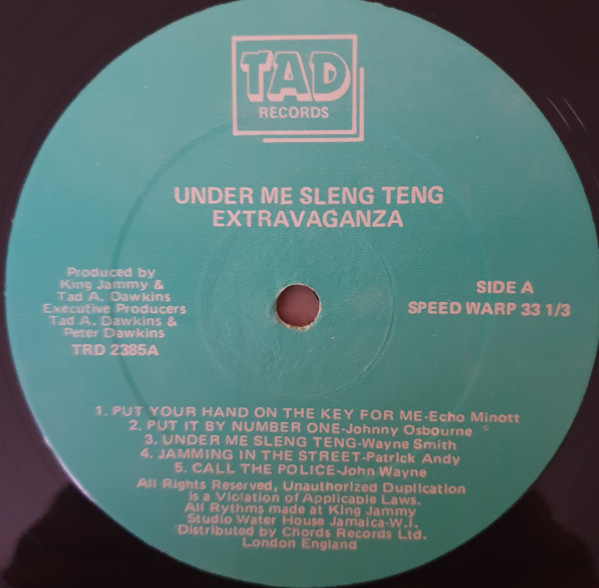 TAD
RECORDS
UNDER ME SLENG TENG
EXTRAVAGANZA
Produced by
King Jammy &
Tad A. Dawkins
Executive Producers
Tad A. Dawkins &
Peter Dawkins
TRD 2385A
SIDE A
SPEED WARP 33 1/3
1. PUT YOUR HAND ON THE KEY FOR ME-Echo Minott
2. PUT IT BY NUMBER ONE-Johnny Osbourne
3. UNDER ME SLENG TENG-Wayne Smith
4. JAMMING IN THE STREET-Patrick Andy
5. CALL THE POLICE-John Wayne
All Rights Reserved, Unauthorized Duplication
is a Violation of Applicable Laws.
All Rythms made at King Jammy
Studio Water House Jamaica-W.I.
Distributed by Chords Records Ltd.
London England